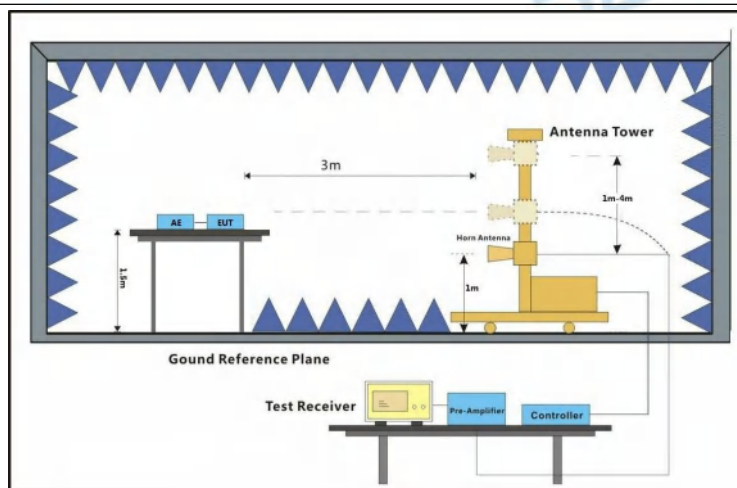 Antenna Tower
3m
1m-4m
AE
EUT
Horn Antenna
1.5m
1m
Gound Reference Plane
Test Receiver
Pre-Amplifier
Controller